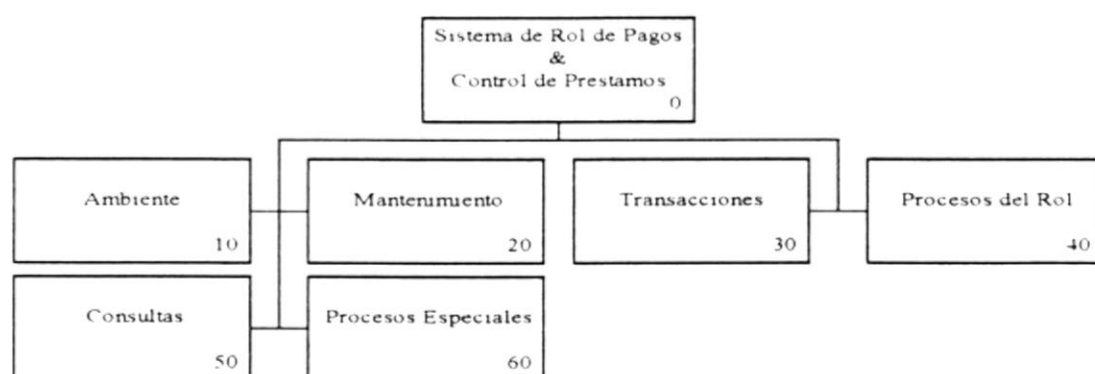 Sistema de Rol de Pagos
&
Control de Prestamos
0
Ambiente
10
Mantenimiento
20
Transacciones
30
Procesos del Rol
40
Consultas
50
Procesos Especiales
60